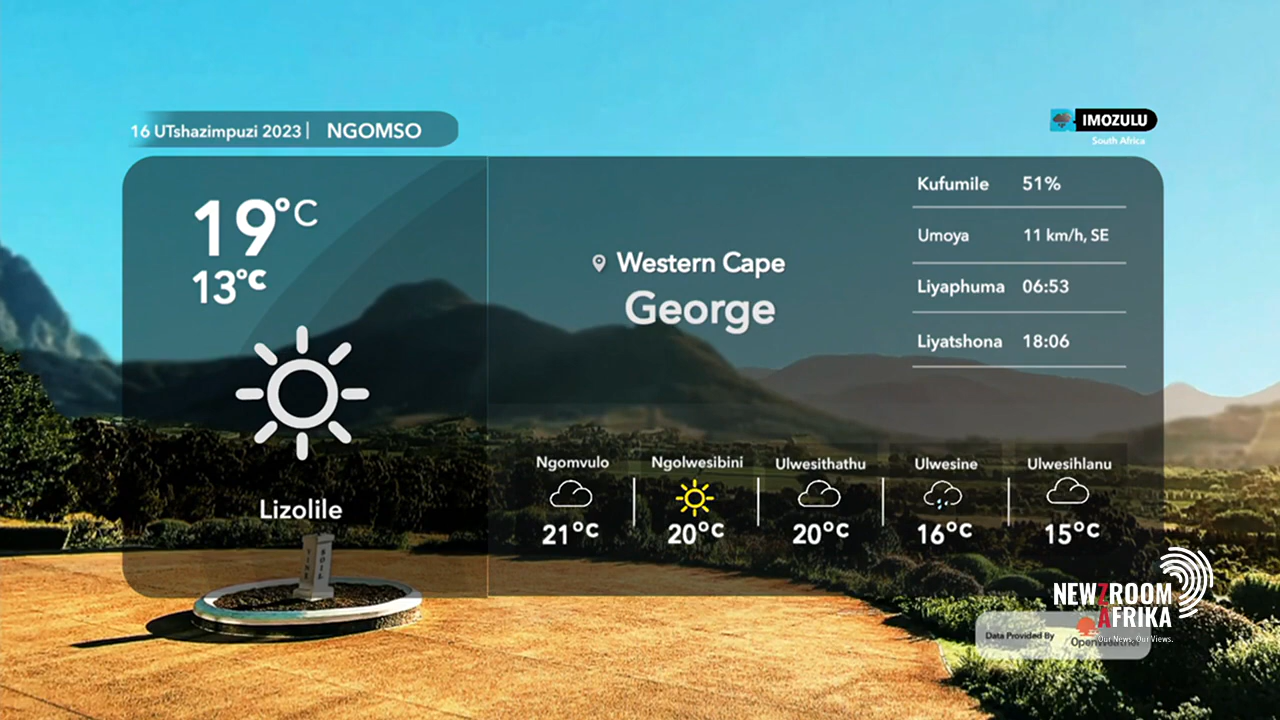 16 UTshazimpuzi 2023 | NGOMSO
IMOZULU
South Africa
19°C
13°C
Lizolile
Western Cape
George
Kufumile 51%
Umoya 11 km/h, SE
Liyaphuma 06:53
Liyatshona 18:06
Ngomvulo Ngolwesibini Ulwesithathu Ulwesine Ulwesihlanu
21°C 20°C 20°C 16°C 15°C
NEWZROOM
AFRIKA
Our News, Our Views.
Data Provided By
OpenWeather